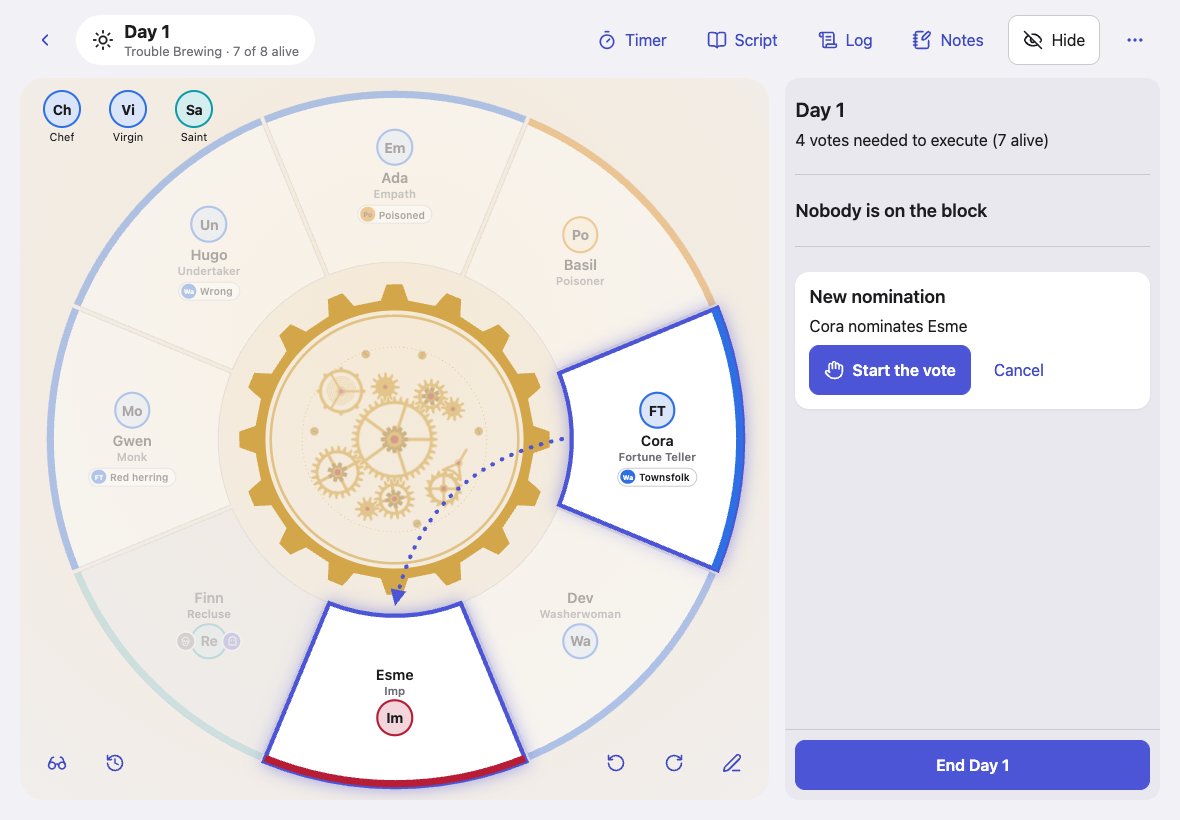 Day 1
Trouble Brewing · 7 of 8 alive
Timer
Script
Log
Notes
Hide
Ch
Chef
Vi
Virgin
Sa
Saint
Em
Ada
Empath
Po Poisoned
Un
Hugo
Undertaker
Wa Wrong
Po
Basil
Poisoner
Mo
Gwen
Monk
FT Red herring
FT
Cora
Fortune Teller
Wa Townsfolk
Finn
Recluse
Re
Dev
Washerwoman
Wa
Esme
Imp
Im
Day 1
4 votes needed to execute (7 alive)
Nobody is on the block
New nomination
Cora nominates Esme
Start the vote
Cancel
End Day 1